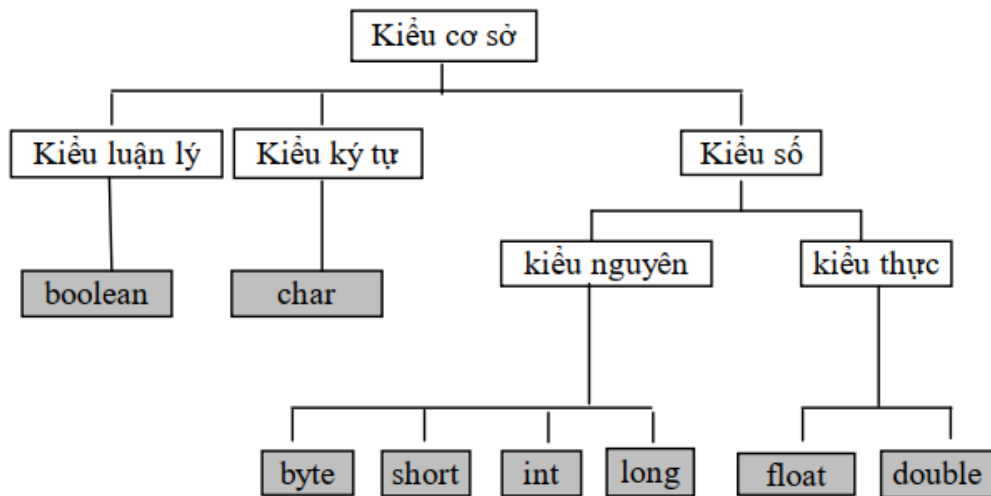 Kiểu cơ sở
Kiểu luận lý
Kiểu ký tự
Kiểu số
kiểu nguyên
kiểu thực
boolean
char
byte
short
int
long
float
double